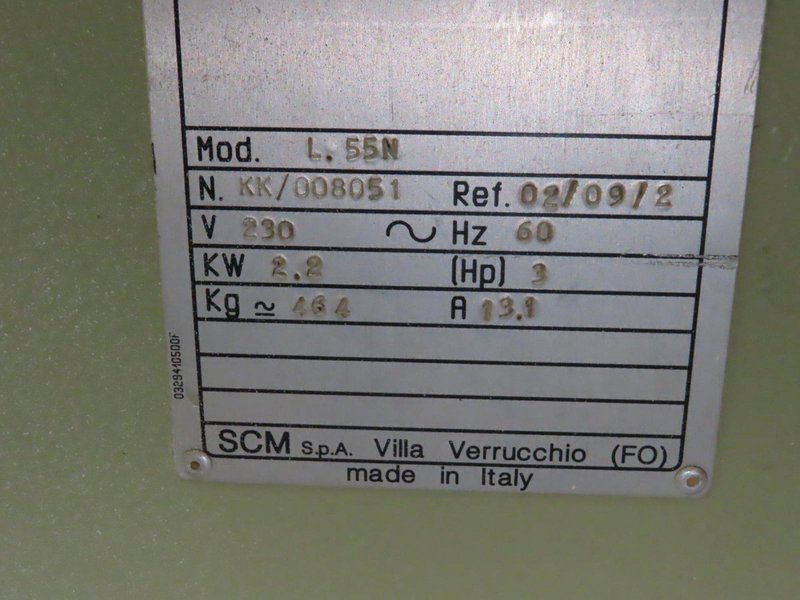 Mod. L.55N
N. KK/008051 Ref. 02/09/2
V 230 ~ Hz 60
KW 2.2 (Hp) 3
Kg ≃ 464 A 13.1
0329410500F
SCM S.p.A. Villa Verrucchio (FO)
made in Italy